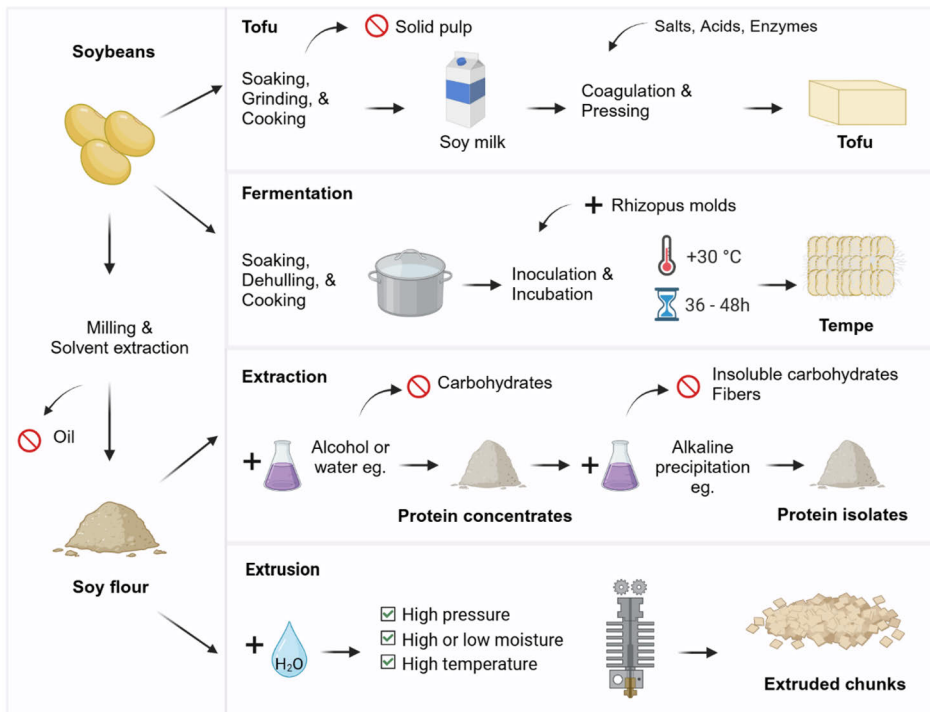 Soybeans
Milling &
Solvent extraction
Oil
Soy flour
Tofu
Solid pulp
Soaking,
Grinding, &
Cooking
Soy milk
Salts, Acids, Enzymes
Coagulation &
Pressing
Tofu
Fermentation
+ Rhizopus molds
Soaking,
Dehulling, &
Cooking
Inoculation &
Incubation
+30 °C
36 - 48h
Tempe
Extraction
Carbohydrates
+
Alcohol or
water eg.
Protein concentrates
Insoluble carbohydrates
Fibers
+
Alkaline
precipitation
eg.
Protein isolates
Extrusion
+
H₂O
High pressure
High or low moisture
High temperature
Extruded chunks